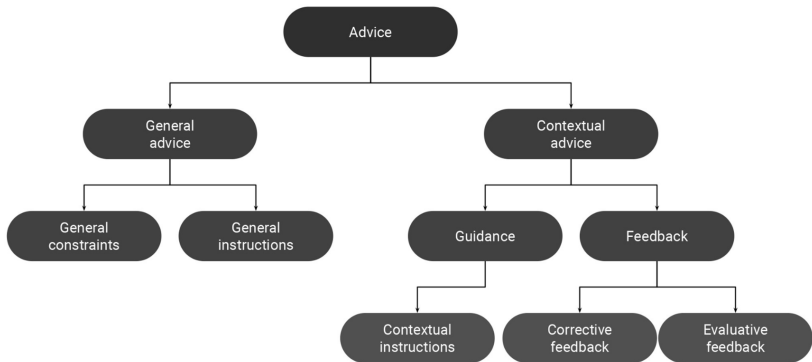 Advice
General
advice
Contextual
advice
General
constraints
General
instructions
Guidance
Feedback
Contextual
instructions
Corrective
feedback
Evaluative
feedback